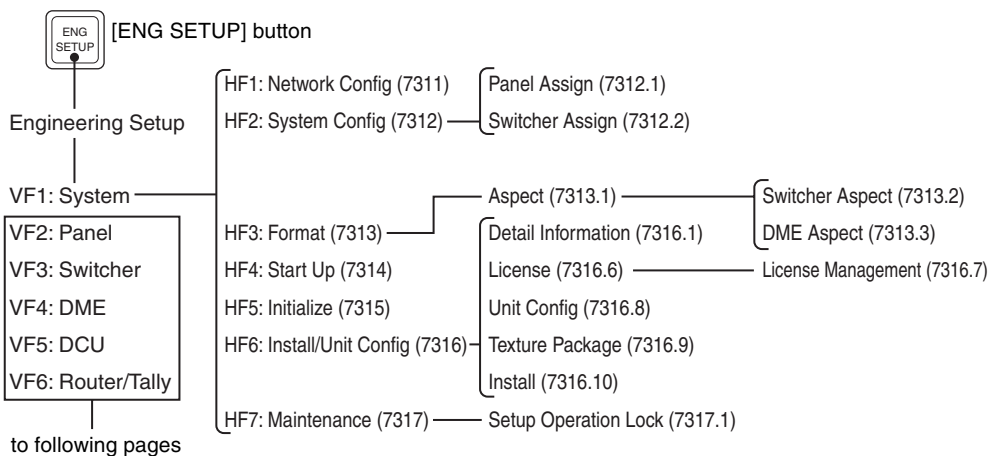 ENG
SETUP
[ENG SETUP] button
Engineering Setup
VF1: System
VF2: Panel
VF3: Switcher
VF4: DME
VF5: DCU
VF6: Router/Tally
to following pages
HF1: Network Config (7311)
HF2: System Config (7312)
HF3: Format (7313)
HF4: Start Up (7314)
HF5: Initialize (7315)
HF6: Install/Unit Config (7316)
HF7: Maintenance (7317)
Panel Assign (7312.1)
Switcher Assign (7312.2)
Aspect (7313.1)
Detail Information (7316.1)
License (7316.6)
Unit Config (7316.8)
Texture Package (7316.9)
Install (7316.10)
Setup Operation Lock (7317.1)
Switcher Aspect (7313.2)
DME Aspect (7313.3)
License Management (7316.7)